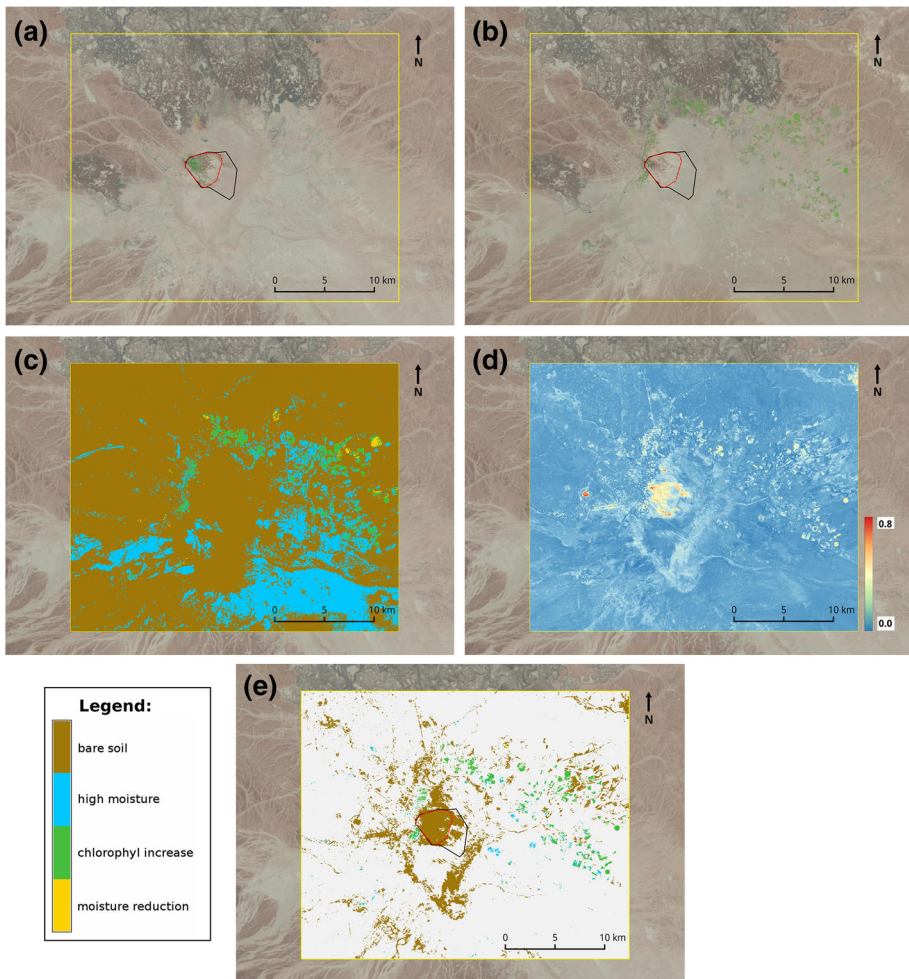 (a)
N
0 5 10 km
(b)
N
0 5 10 km
(c)
N
0 5 10 km
(d)
N
0.8
0.0
0 5 10 km
(e)
N
0 5 10 km
Legend:
bare soil
high moisture
chlorophyl increase
moisture reduction